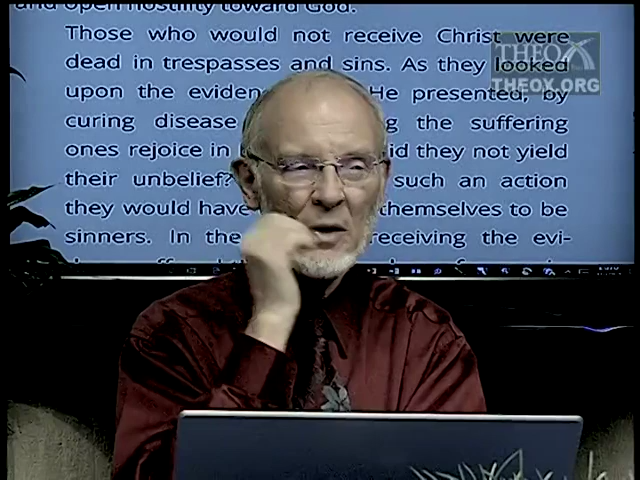 and open hostility toward God.
Those who would not receive Christ were
dead in trespasses and sins. As they looked
upon the eviden He presented, by
curing disease g the suffering
ones rejoice in id they not yield
their unbelief? such an action
they would have themselves to be
sinners. In the receiving the evi-
THEOX
THEOX.ORG